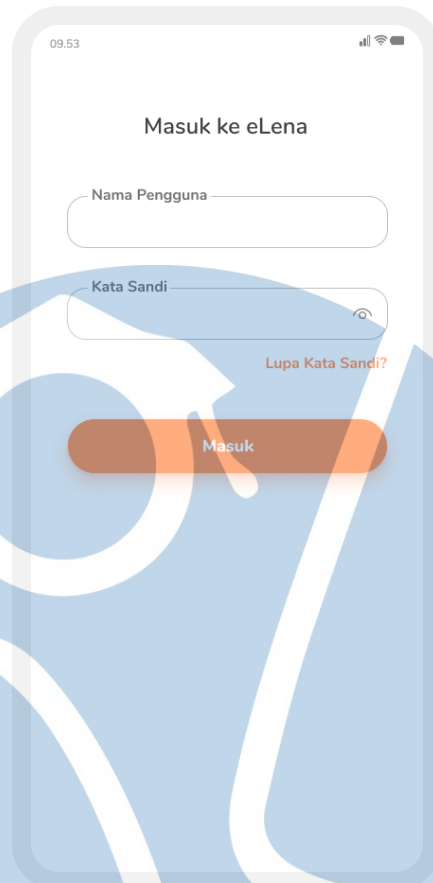 09.53
Masuk ke eLena
Nama Pengguna
Kata Sandi
Lupa Kata Sandi?
Masuk